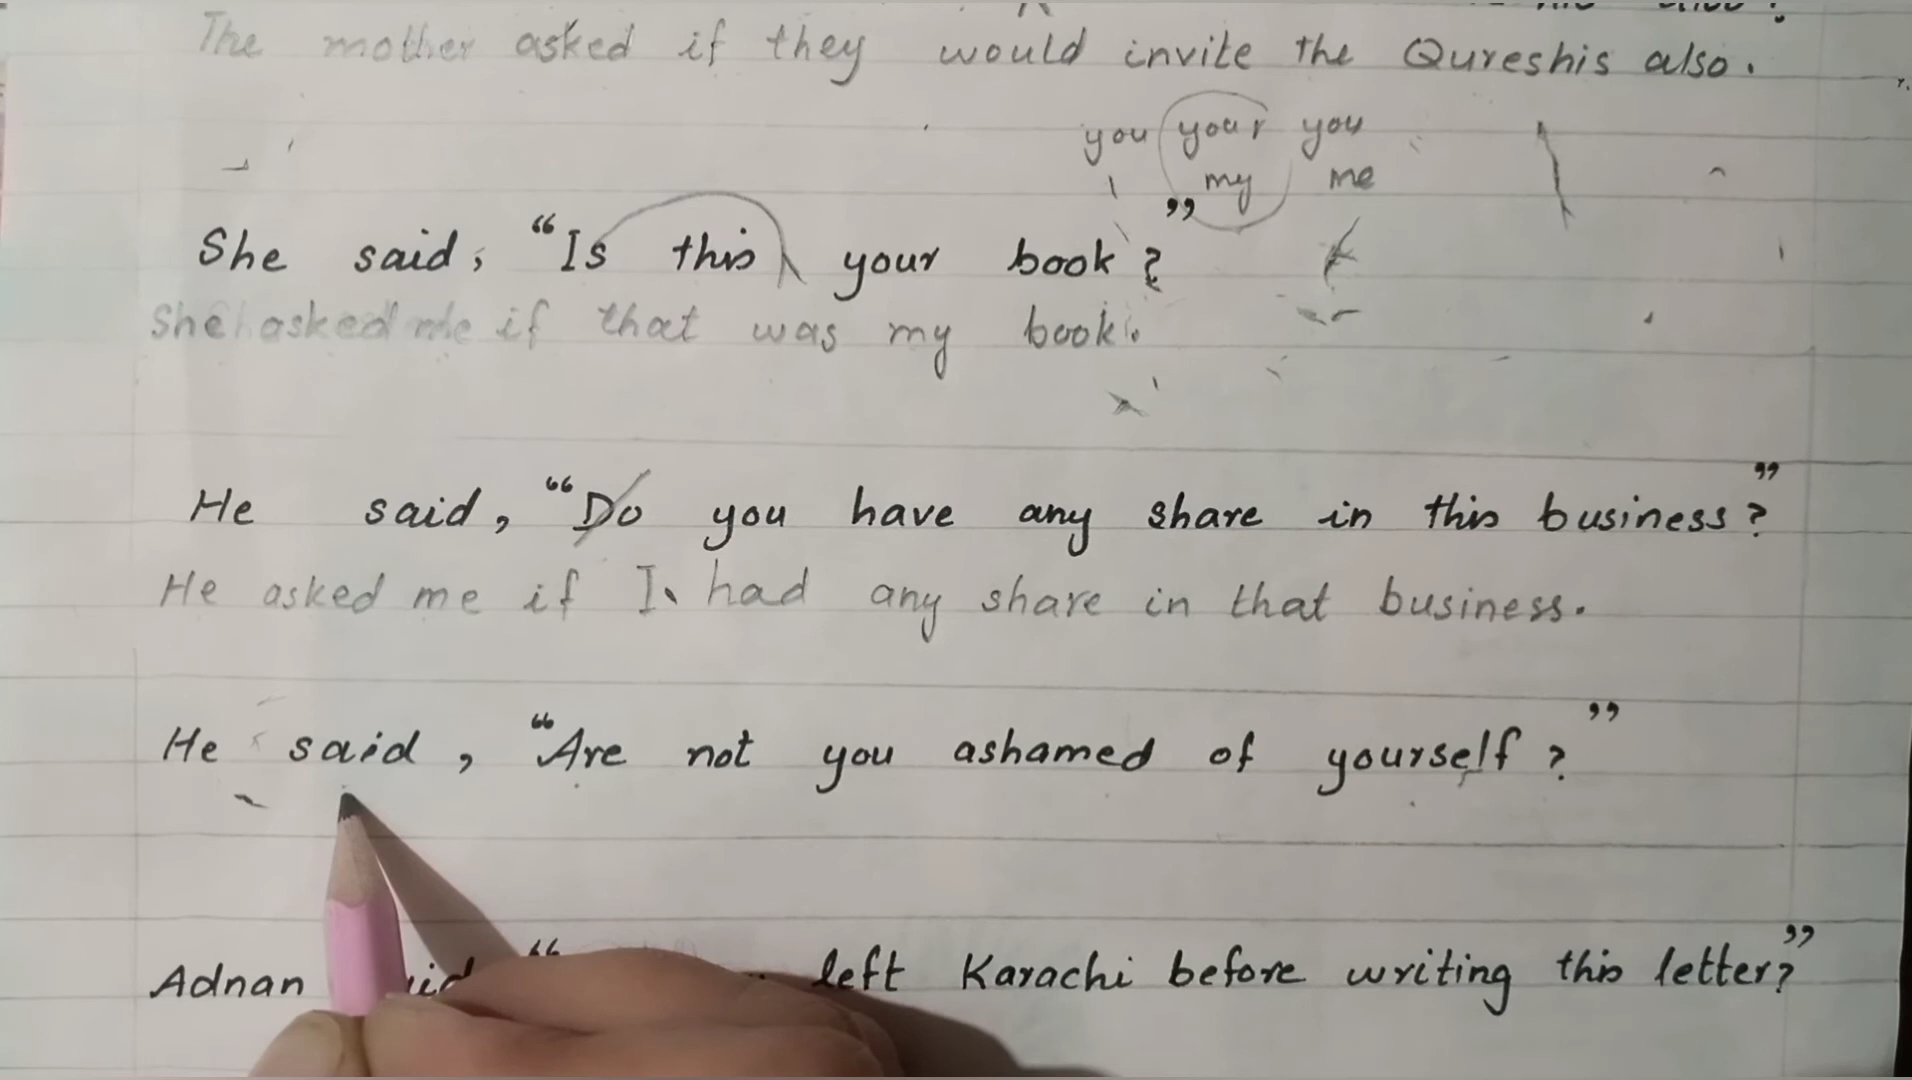 The mother asked if they would invite the Qureshis also.
you your you
I my me
She said, "Is this your book?"
She asked me if that was my book.
He said, "Do you have any share in this business?"
He asked me if I had any share in that business.
He said, "Are not you ashamed of yourself?"
Adnan left Karachi before writing this letter?"